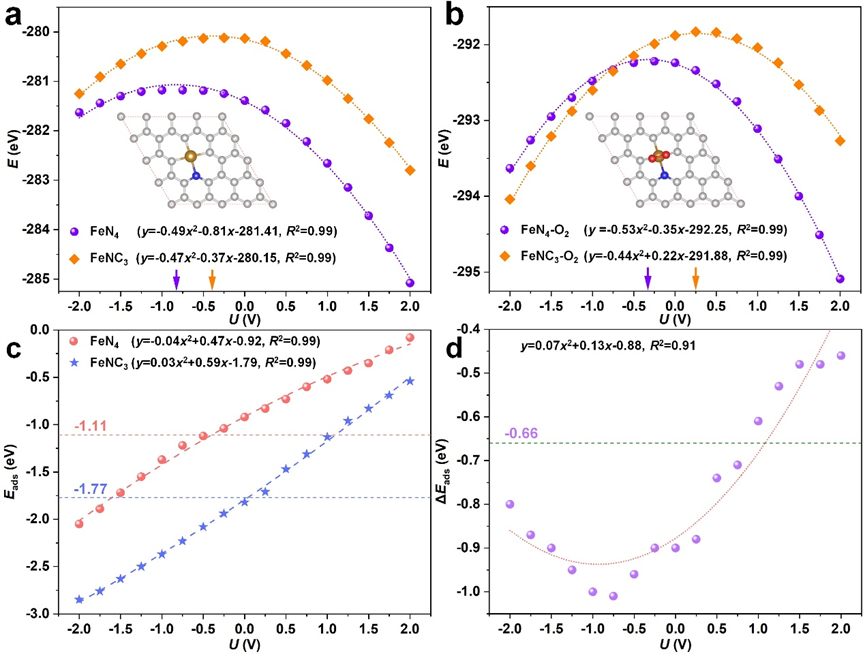 a
-280
-281
-282
-283
-284
-285
E (eV)
FeN4 (y=-0.49x²-0.81x-281.41, R²=0.99)
FeNC3 (y=-0.47x²-0.37x-280.15, R²=0.99)
-2.0 -1.5 -1.0 -0.5 0.0 0.5 1.0 1.5 2.0
U (V)
b
-292
-293
-294
-295
E (eV)
FeN4-O2 (y=-0.53x²-0.35x-292.25, R²=0.99)
FeNC3-O2 (y=-0.44x²+0.22x-291.88, R²=0.99)
-2.0 -1.5 -1.0 -0.5 0.0 0.5 1.0 1.5 2.0
U (V)
c
0.0
-0.5
-1.0
-1.5
-2.0
-2.5
-3.0
Eads (eV)
FeN4 (y=-0.04x²+0.47x-0.92, R²=0.99)
FeNC3 (y=0.03x²+0.59x-1.79, R²=0.99)
-1.11
-1.77
-2.0 -1.5 -1.0 -0.5 0.0 0.5 1.0 1.5 2.0
U (V)
d
-0.4
-0.5
-0.6
-0.7
-0.8
-0.9
-1.0
ΔEads (eV)
y=0.07x²+0.13x-0.88, R²=0.91
-0.66
-2.0 -1.5 -1.0 -0.5 0.0 0.5 1.0 1.5 2.0
U (V)